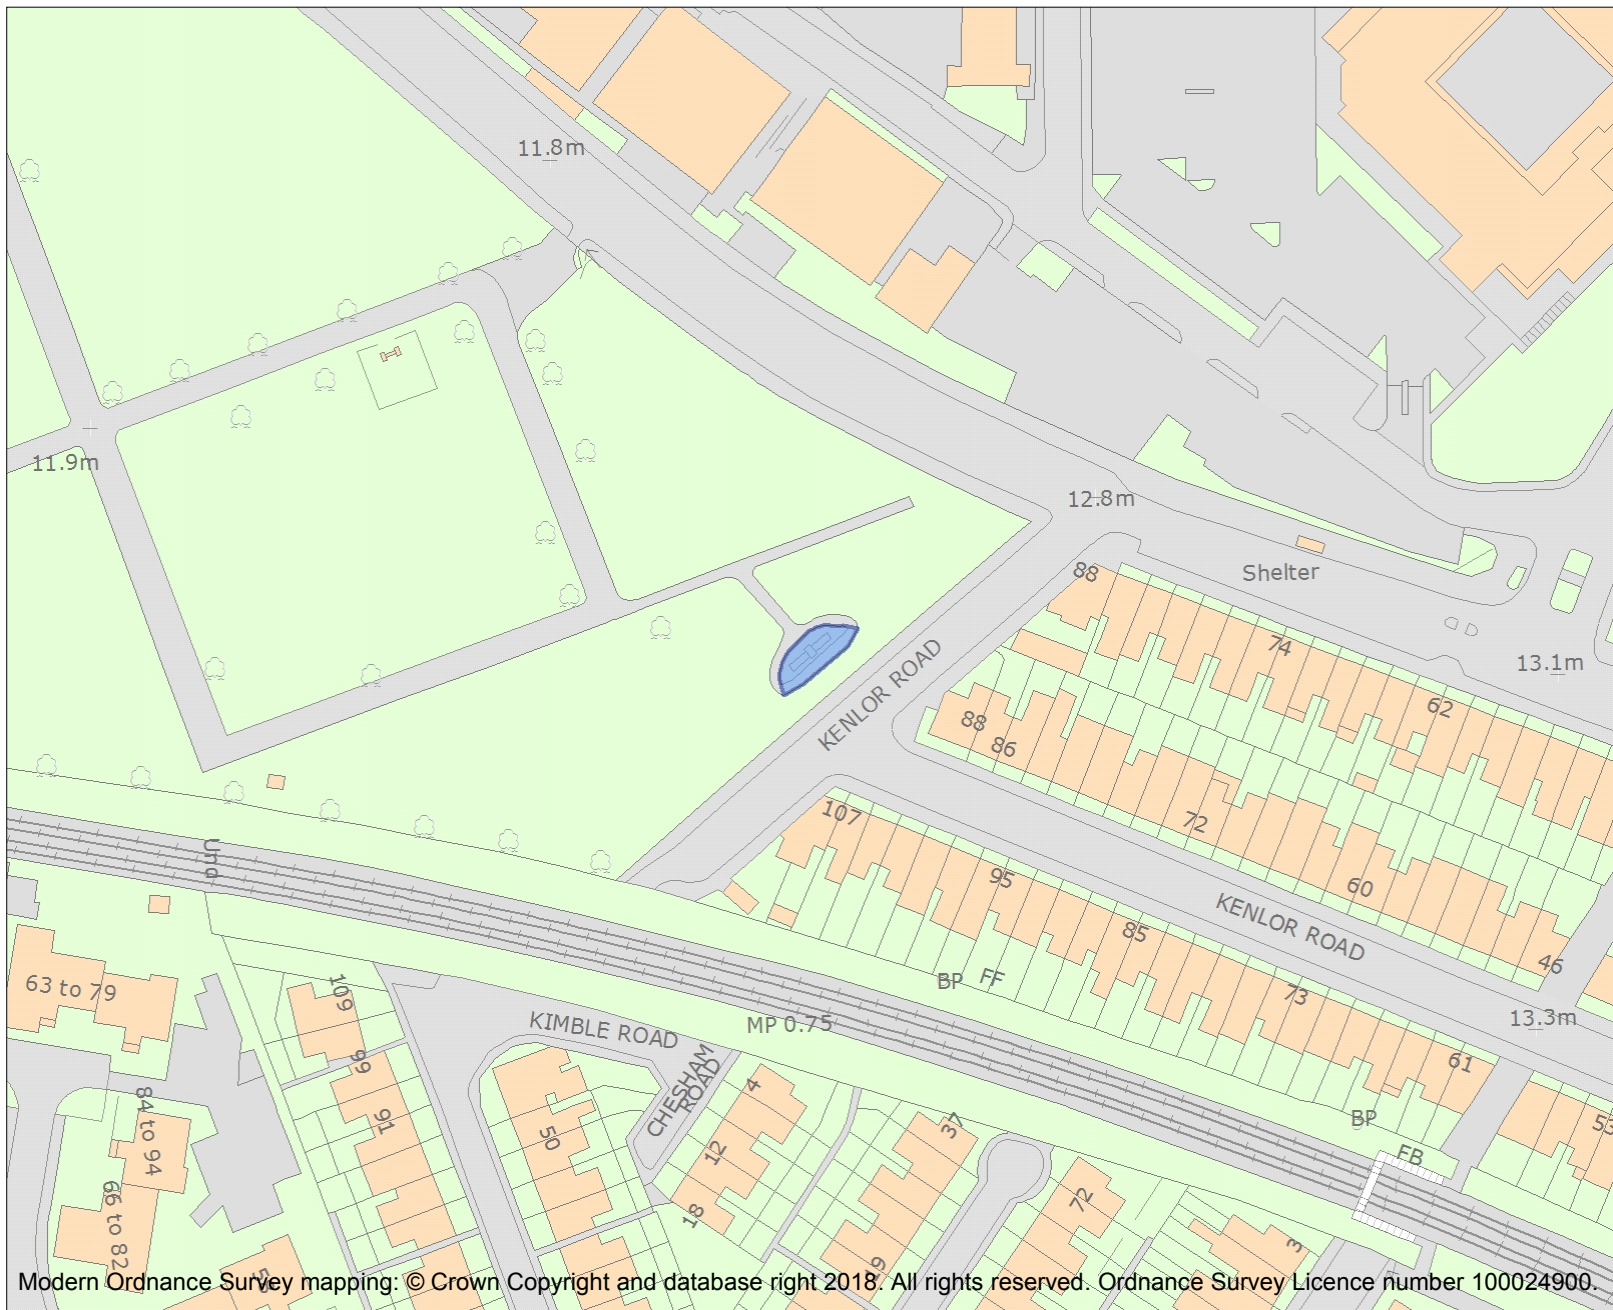 11.8m
11.9m
12.8m
88
Shelter
74
13.1m
62
KENLOR ROAD
88
86
72
107
60
Und
95
KENLOR ROAD
85
46
BP
FF
63 to 79
109
73
13.3m
KIMBLE ROAD
MP 0.75
CHESHAM
ROAD
99
61
4
84 to 94
91
BP
37
53
50
12
FB
66 to 82
72
18
3
19
Modern Ordnance Survey mapping: © Crown Copyright and database right 2018. All rights reserved. Ordnance Survey Licence number 100024900.